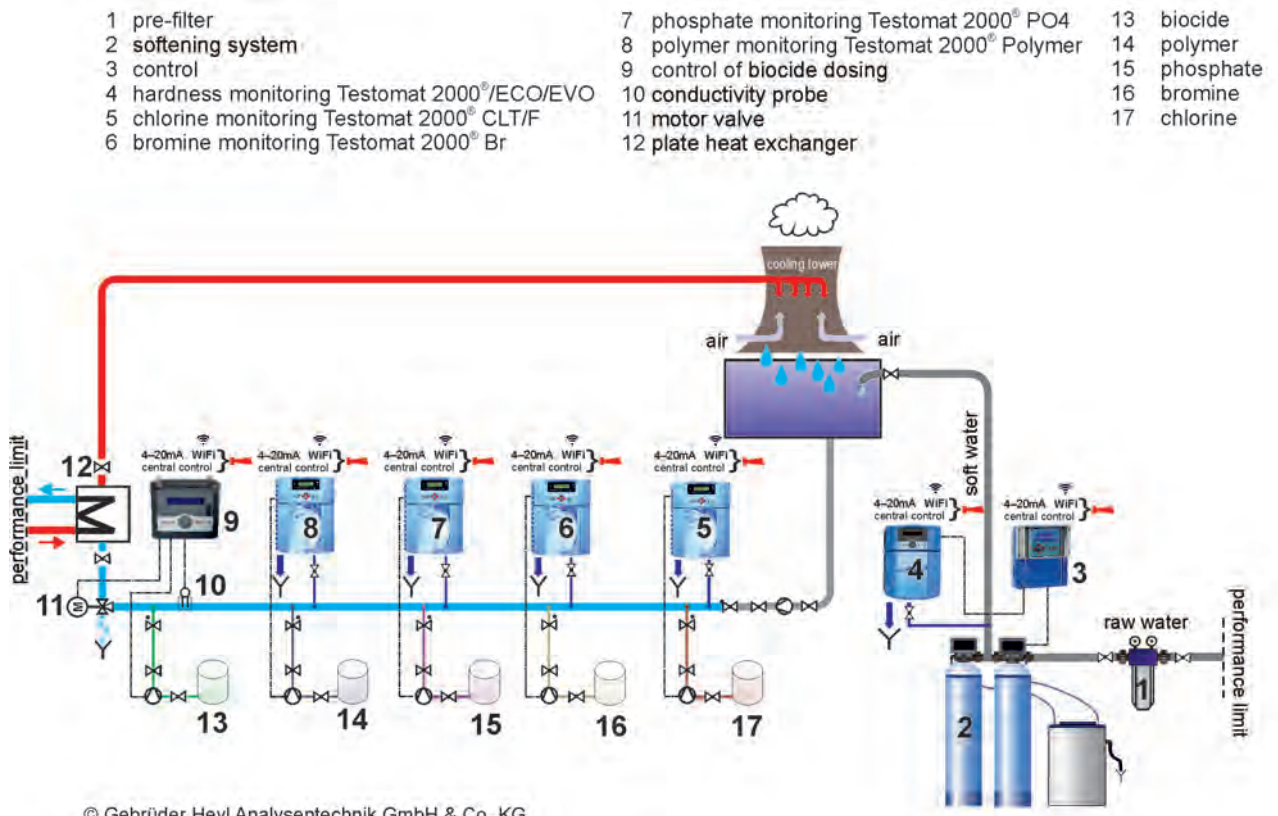 1 pre-filter
2 softening system
3 control
4 hardness monitoring Testomat 2000®/ECO/EVO
5 chlorine monitoring Testomat 2000® CLT/F
6 bromine monitoring Testomat 2000® Br
7 phosphate monitoring Testomat 2000® PO4
8 polymer monitoring Testomat 2000® Polymer
9 control of biocide dosing
10 conductivity probe
11 motor valve
12 plate heat exchanger
13 biocide
14 polymer
15 phosphate
16 bromine
17 chlorine
cooling tower
air
air
soft water
performance limit
12
M
4–20mA WiFi
central control
9
4–20mA WiFi
central control
8
4–20mA WiFi
central control
7
4–20mA WiFi
central control
6
4–20mA WiFi
central control
5
4–20mA WiFi
central control
4
4–20mA WiFi
central control
3
10
11
M
raw water
performance limit
1
2
13
14
15
16
17
© Gebrüder Heyl Analysentechnik GmbH & Co. KG